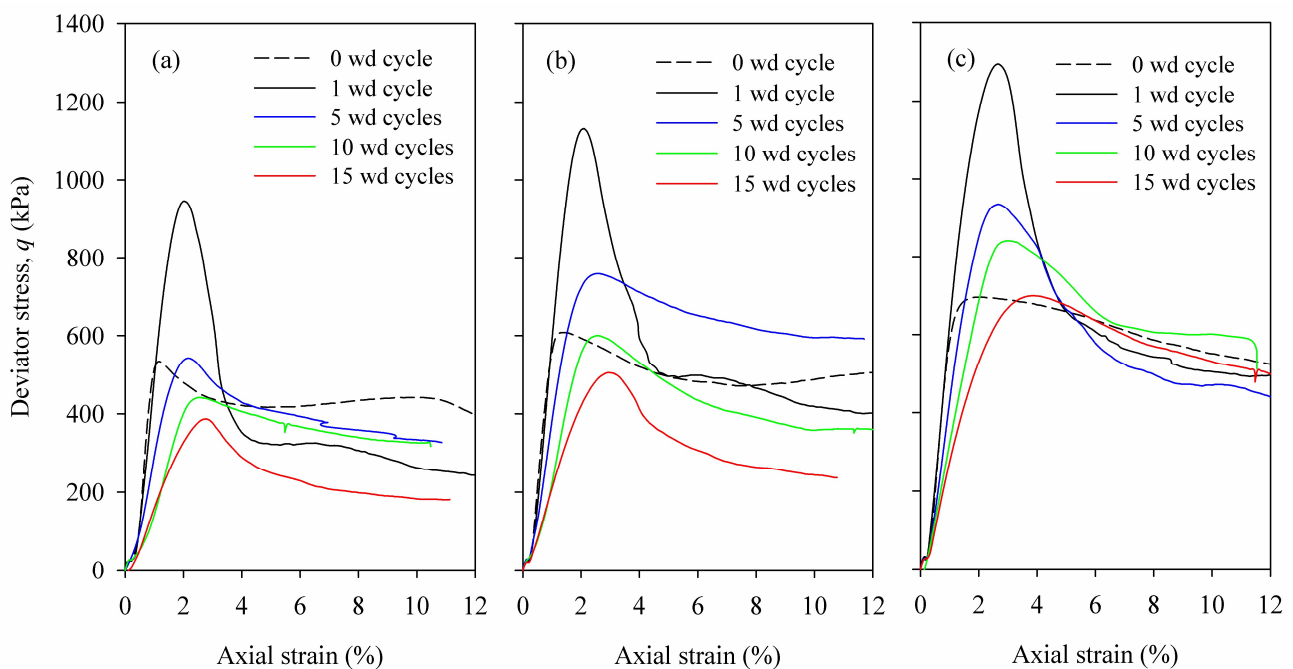 Deviator stress, q (kPa)
1400
1200
1000
800
600
400
200
0
(a)
0 wd cycle
1 wd cycle
5 wd cycles
10 wd cycles
15 wd cycles
0 2 4 6 8 10 12
Axial strain (%)
(b)
0 wd cycle
1 wd cycle
5 wd cycles
10 wd cycles
15 wd cycles
0 2 4 6 8 10 12
Axial strain (%)
(c)
0 wd cycle
1 wd cycle
5 wd cycles
10 wd cycles
15 wd cycles
0 2 4 6 8 10 12
Axial strain (%)